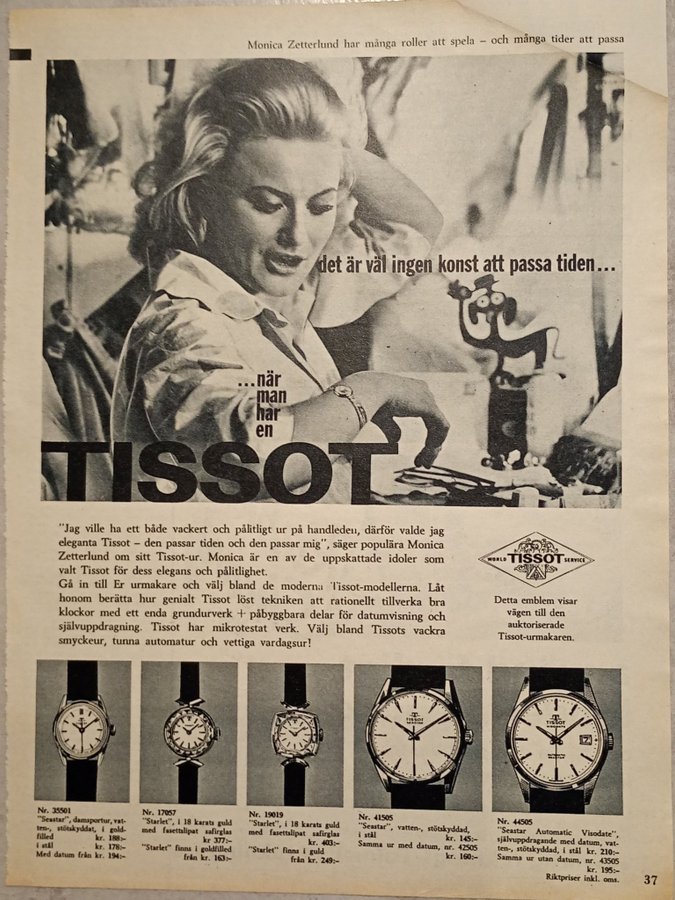 Monica Zetterlund har många roller att spela – och många tider att passa
det är väl ingen konst att passa tiden...
...när
man
har
en
TISSOT
"Jag ville ha ett både vackert och pålitligt ur på handleden, därför valde jag
eleganta Tissot – den passar tiden och den passar mig", säger populära Monica
Zetterlund om sitt Tissot-ur. Monica är en av de uppskattade idoler som
valt Tissot för dess elegans och pålitlighet.
Gå in till Er urmakare och välj bland de moderna Tissot-modellerna. Låt
honom berätta hur genialt Tissot löst tekniken att rationellt tillverka bra
klockor med ett enda grundurverk + påbyggbara delar för datumvisning och
självuppdragning. Tissot har mikrotestat verk. Välj bland Tissots vackra
smyckeur, tunna automatur och vettiga vardagsur!
WORLD TISSOT SERVICE
Detta emblem visar
vägen till den
auktoriserade
Tissot-urmakaren.
TISSOT
TISSOT
Nr. 35501
"Seastar", damsportur, vat-
ten-, stötskyddat, i gold-
filled kr. 188:–
i stål kr. 178:–
Med datum från kr. 194:–
Nr. 17057
"Starlet", i 18 karats guld
med fasettslipat safirglas
kr 377:–
"Starlet" finns i goldfilled
från kr. 163:–
Nr. 19019
"Starlet", i 18 karats guld
med fasettslipat safirglas
kr. 403:–
"Starlet" finns i guld
från kr. 249:–
Nr. 41505
"Seastar", vatten-, stötskyddad,
i stål kr. 145:–
Samma ur med datum, nr. 42505
kr. 160:–
Nr. 44505
"Seastar Automatic Visodate",
självuppdragande med datum, vat-
ten-, stötskyddad, i stål kr. 210:–
Samma ur utan datum, nr. 43505
kr. 195:–
Riktpriser inkl. oms.
37